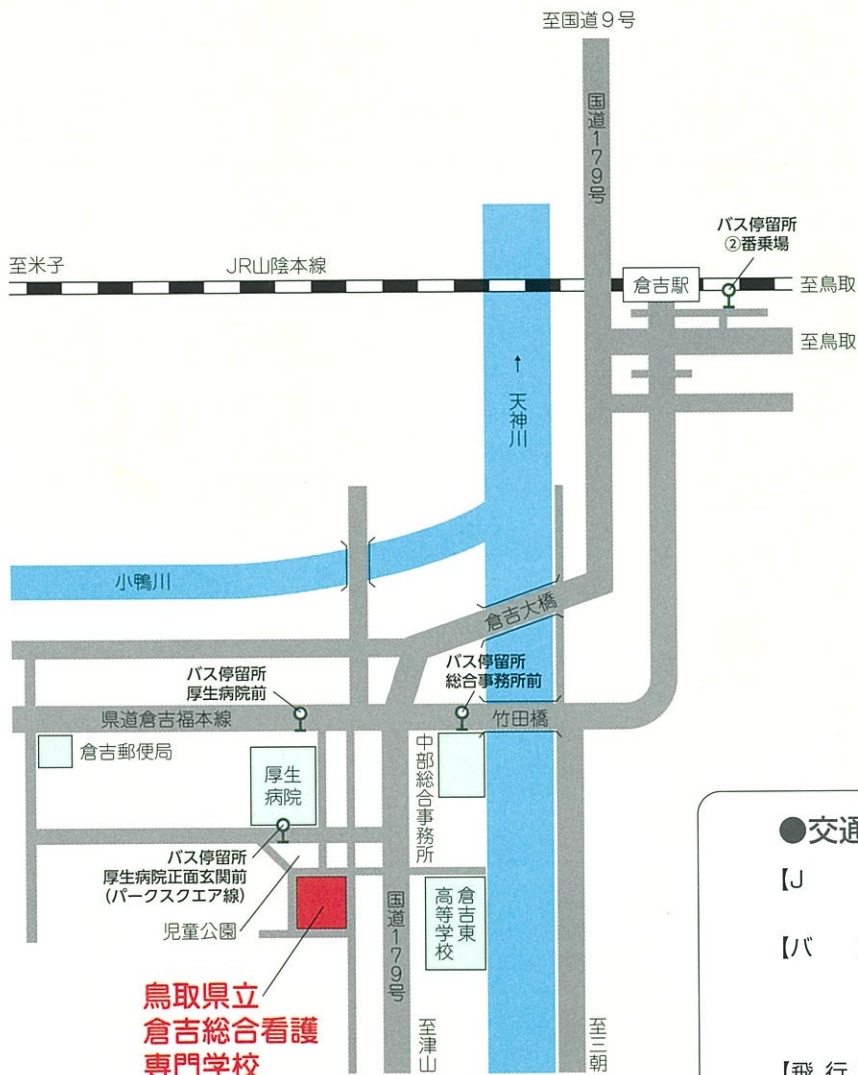 至国道9号
国道179号
バス停留所
②番乗場
至米子
JR山陰本線
倉吉駅
至鳥取
至鳥取
↑
天神川
小鴨川
倉吉大橋
バス停留所
厚生病院前
バス停留所
総合事務所前
県道倉吉福本線
竹田橋
倉吉郵便局
厚生
病院
中部総合事務所
バス停留所
厚生病院正面玄関前
(パークスクエア線)
児童公園
国道179号
倉吉東
高等学校
鳥取県立
倉吉総合看護
専門学校
至津山
至三朝
●交通
【J
【バ
【飛 行